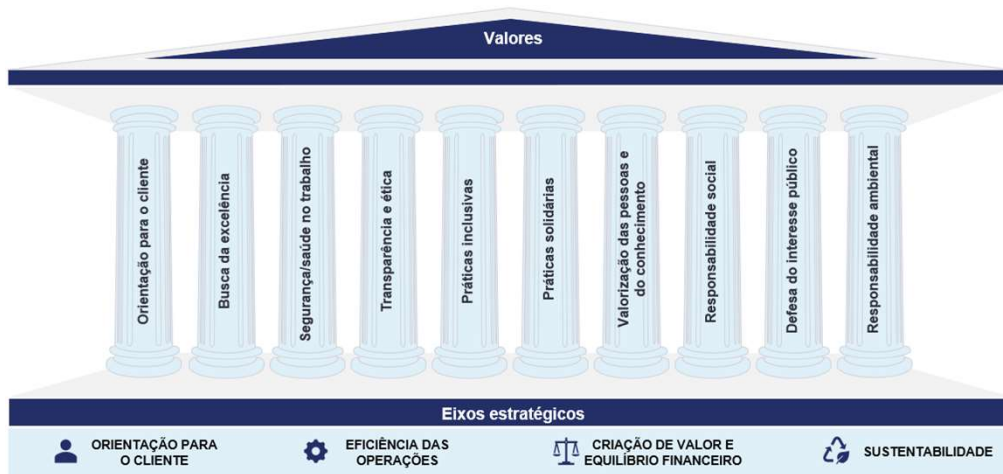 Valores
Orientação para o cliente
Busca da excelência
Segurança/saúde no trabalho
Transparência e ética
Práticas inclusivas
Práticas solidárias
Valorização das pessoas e
do conhecimento
Responsabilidade social
Defesa do interesse público
Responsabilidade ambiental
Eixos estratégicos
ORIENTAÇÃO PARA
O CLIENTE
EFICIÊNCIA DAS
OPERAÇÕES
CRIAÇÃO DE VALOR E
EQUILÍBRIO FINANCEIRO
SUSTENTABILIDADE